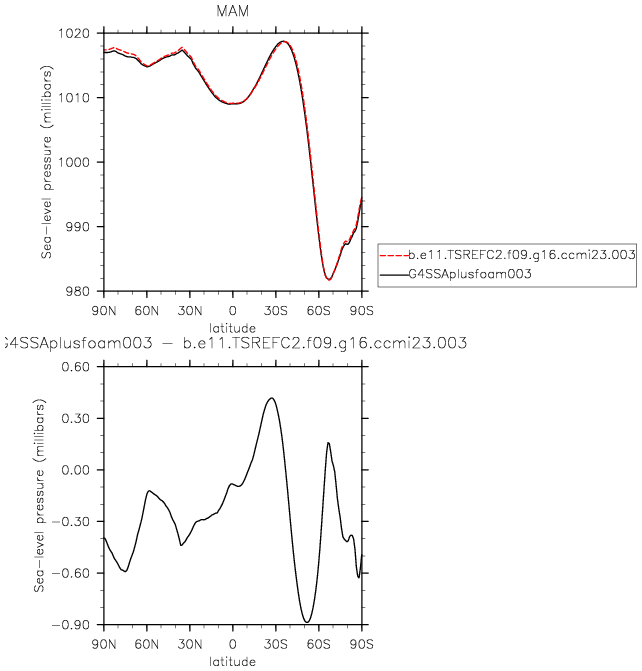 MAM
1020
1010
1000
990
980
Sea-level pressure (millibars)
90N 60N 30N 0 30S 60S 90S
latitude
b.e11.TSREFC2.f09.g16.ccmi23.003
G4SSAplusfoam003
G4SSAplusfoam003 − b.e11.TSREFC2.f09.g16.ccmi23.003
0.60
0.30
0.00
−0.30
−0.60
−0.90
Sea-level pressure (millibars)
90N 60N 30N 0 30S 60S 90S
latitude